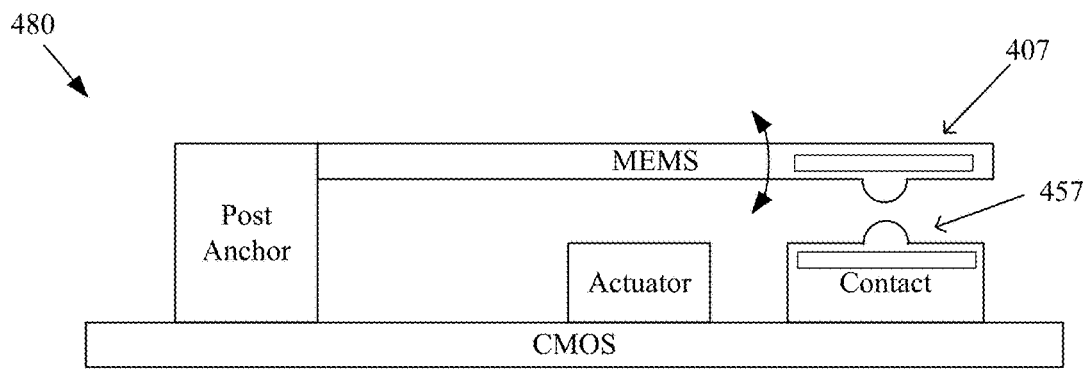 480
407
MEMS
457
Post
Anchor
Actuator
Contact
CMOS